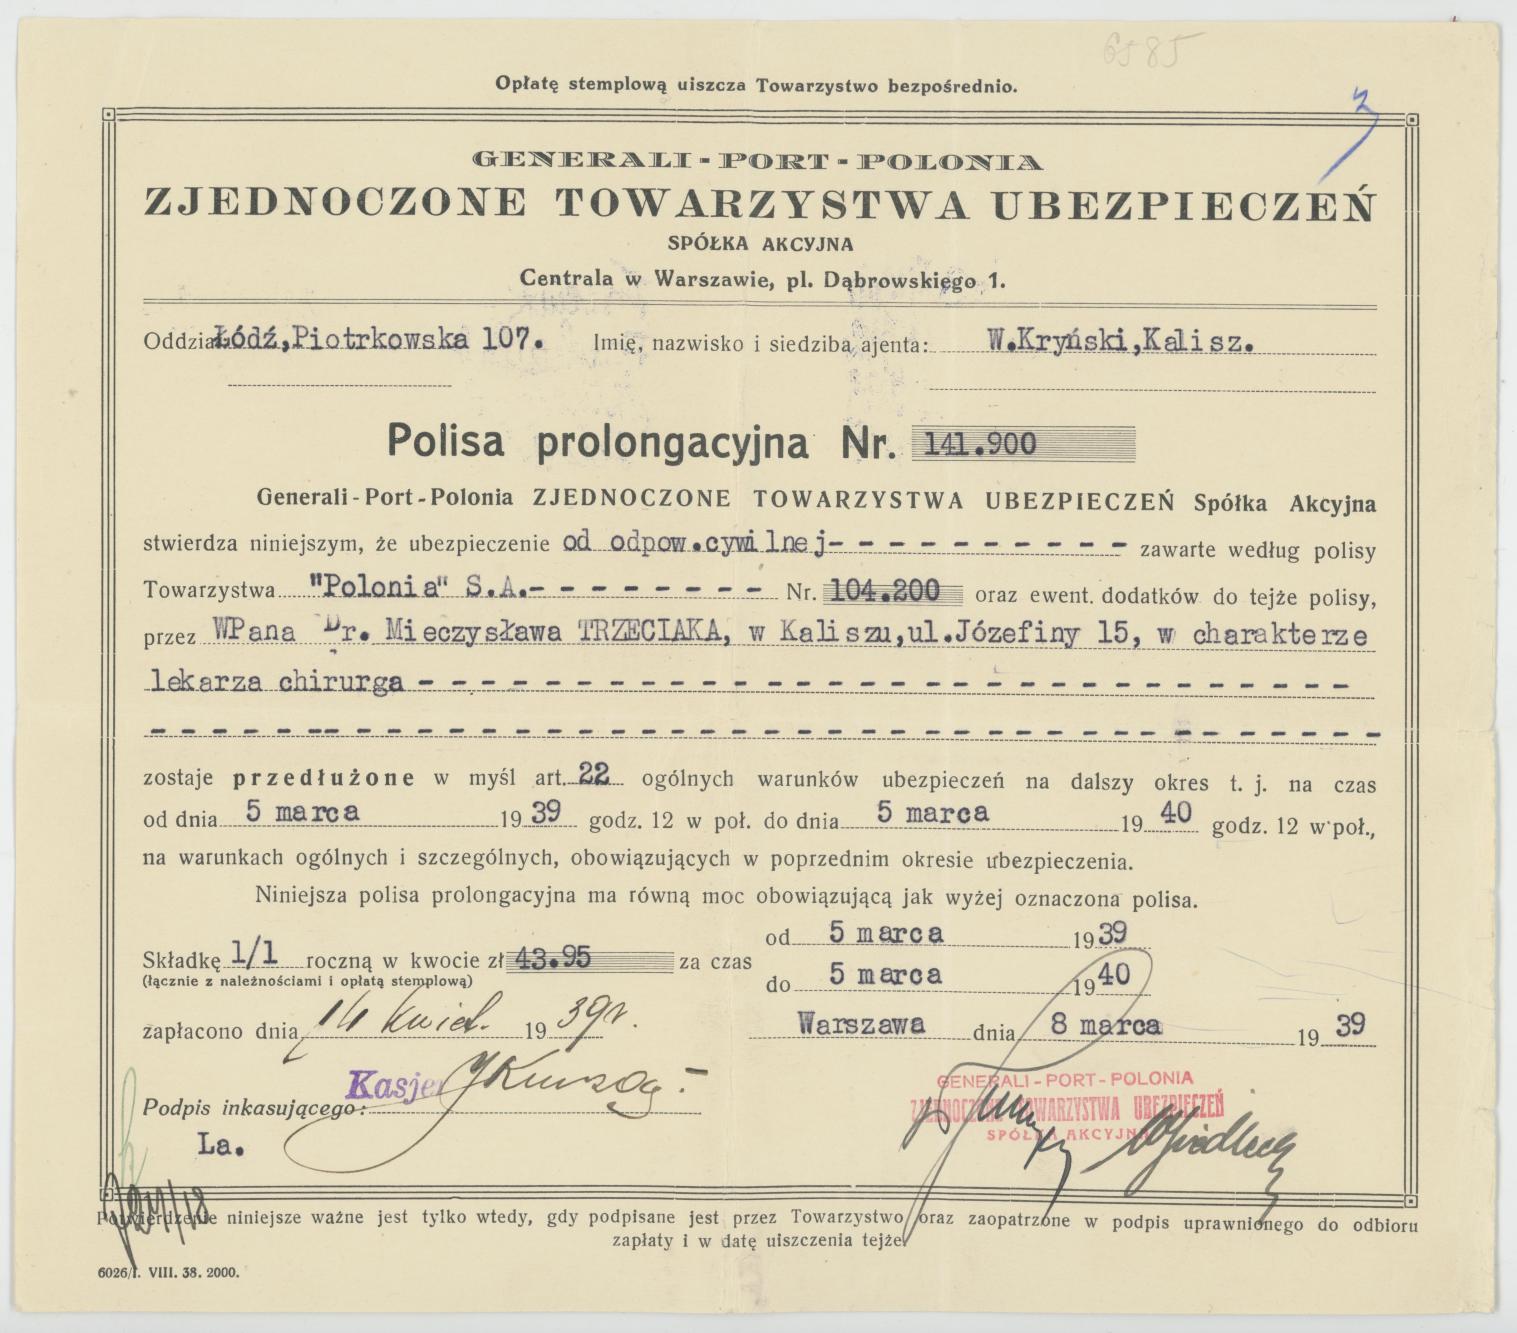 6585
Opłatę stemplową uiszcza Towarzystwo bezpośrednio.
3
GENERALI - PORT - POLONIA
ZJEDNOCZONE TOWARZYSTWA UBEZPIECZEŃ
SPÓŁKA AKCYJNA
Centrala w Warszawie, pl. Dąbrowskiego 1.
Oddział Łódź,Piotrkowska 107. Imię, nazwisko i siedziba ajenta: W.Kryński,Kalisz.
Polisa prolongacyjna Nr. 141.900
Generali-Port-Polonia ZJEDNOCZONE TOWARZYSTWA UBEZPIECZEŃ Spółka Akcyjna
stwierdza niniejszym, że ubezpieczenie od odpow.cywilnej- - - - - - - - - - zawarte według polisy
Towarzystwa "Polonia" S.A.- - - - - - - - Nr. 104.200 oraz ewent. dodatków do tejże polisy,
przez WPana Dr. Mieczysława TRZECIAKA, w Kaliszu,ul.Józefiny 15, w charakterze
lekarza chirurga - - - - - - - - - - - - - - - - - - - - - - - - - - - - - -
- - - - - - - - - - - - - - - - - - - - - - - - - - - - - - - - - - - - - - -
zostaje przedłużone w myśl art. 22 ogólnych warunków ubezpieczeń na dalszy okres t. j. na czas
od dnia 5 marca 1939 godz. 12 w poł. do dnia 5 marca 1940 godz. 12 w poł.,
na warunkach ogólnych i szczególnych, obowiązujących w poprzednim okresie ubezpieczenia.
Niniejsza polisa prolongacyjna ma równą moc obowiązującą jak wyżej oznaczona polisa.
Składkę 1/1 roczną w kwocie zł 43.95 za czas od 5 marca 1939
(łącznie z należnościami i opłatą stemplową) do 5 marca 1940
zapłacono dnia 14 kwiet. 1939r. Warszawa dnia 8 marca 1939
Kasjer
Podpis inkasującego:
La.
GENERALI - PORT - POLONIA
ZJEDNOCZONE TOWARZYSTWA UBEZPIECZEŃ
SPÓŁKA AKCYJNA
Potwierdzenie niniejsze ważne jest tylko wtedy, gdy podpisane jest przez Towarzystwo oraz zaopatrzone w podpis uprawnionego do odbioru
zapłaty i w datę uiszczenia tejże.
6026/I. VIII. 38. 2000.